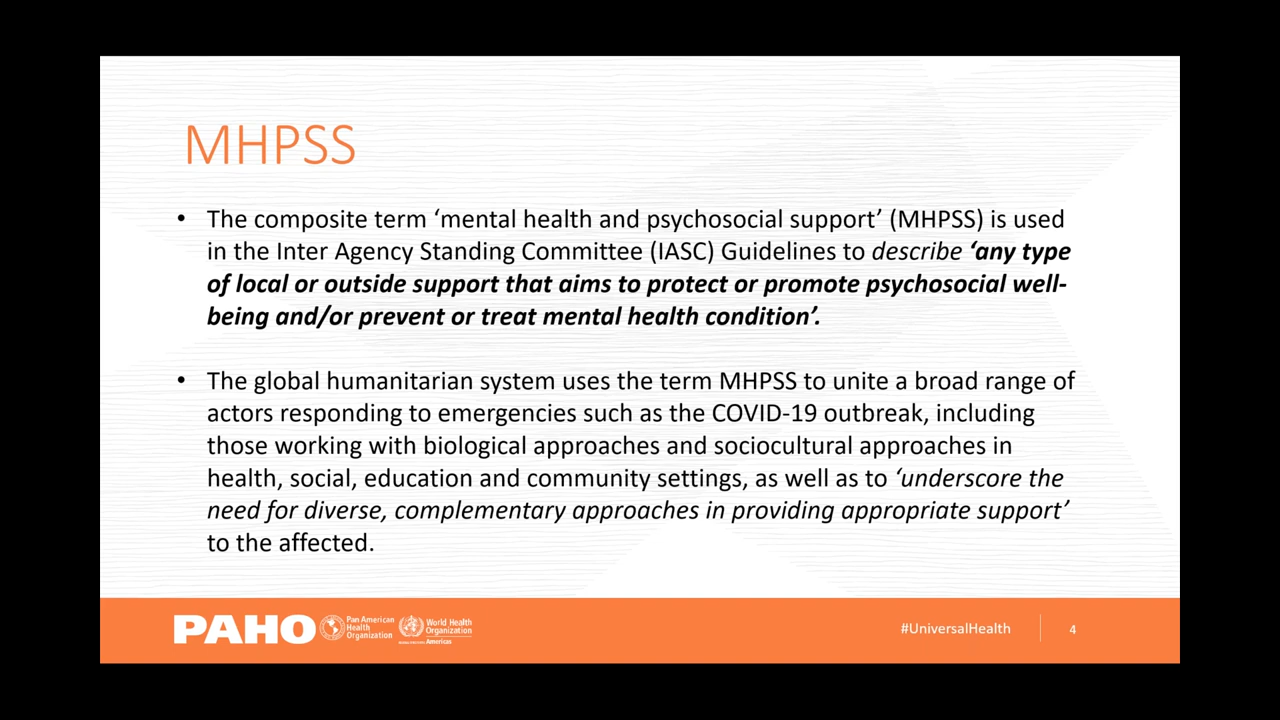 MHPSS
• The composite term ‘mental health and psychosocial support’ (MHPSS) is used
in the Inter Agency Standing Committee (IASC) Guidelines to describe ‘any type
of local or outside support that aims to protect or promote psychosocial well-
being and/or prevent or treat mental health condition’.
• The global humanitarian system uses the term MHPSS to unite a broad range of
actors responding to emergencies such as the COVID-19 outbreak, including
those working with biological approaches and sociocultural approaches in
health, social, education and community settings, as well as to ‘underscore the
need for diverse, complementary approaches in providing appropriate support’
to the affected.
PAHO
Pan American
Health
Organization
World Health
Organization
Americas
#UniversalHealth
4